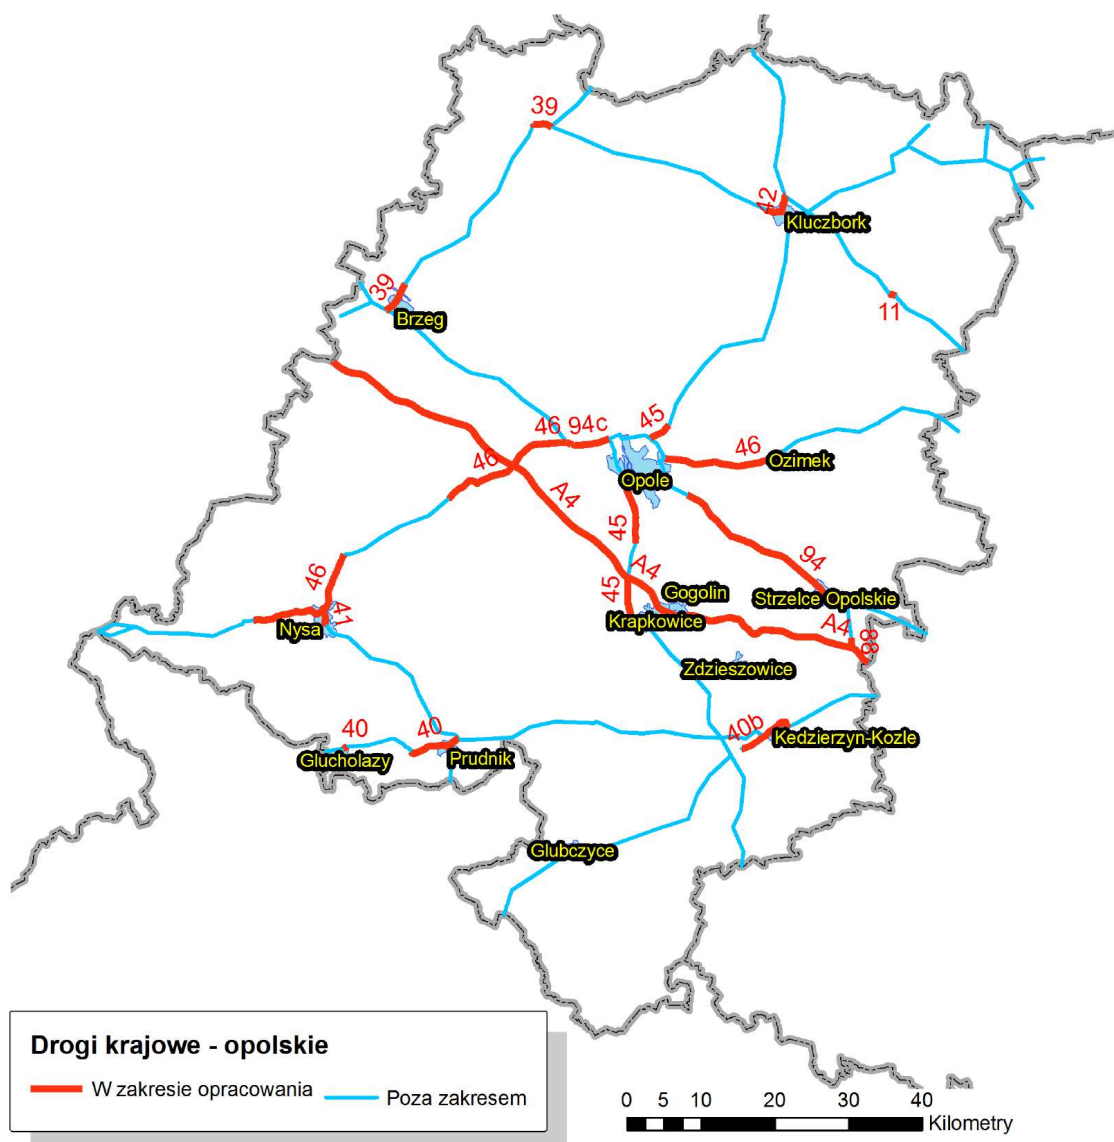 39
42
Kluczbork
39
11
Brzeg
46
94c
45
46
46
Ozimek
Opole
A4
45
94
46
A4
45
Gogolin
Strzelce Opolskie
41
Krapkowice
A4
88
Nysa
Zdzieszowice
40
40
40b
Kedzierzyn-Kozle
Glucholazy
Prudnik
Glubczyce
Drogi krajowe - opolskie
W zakresie opracowania
Poza zakresem
0 5 10 20 30 40
Kilometry